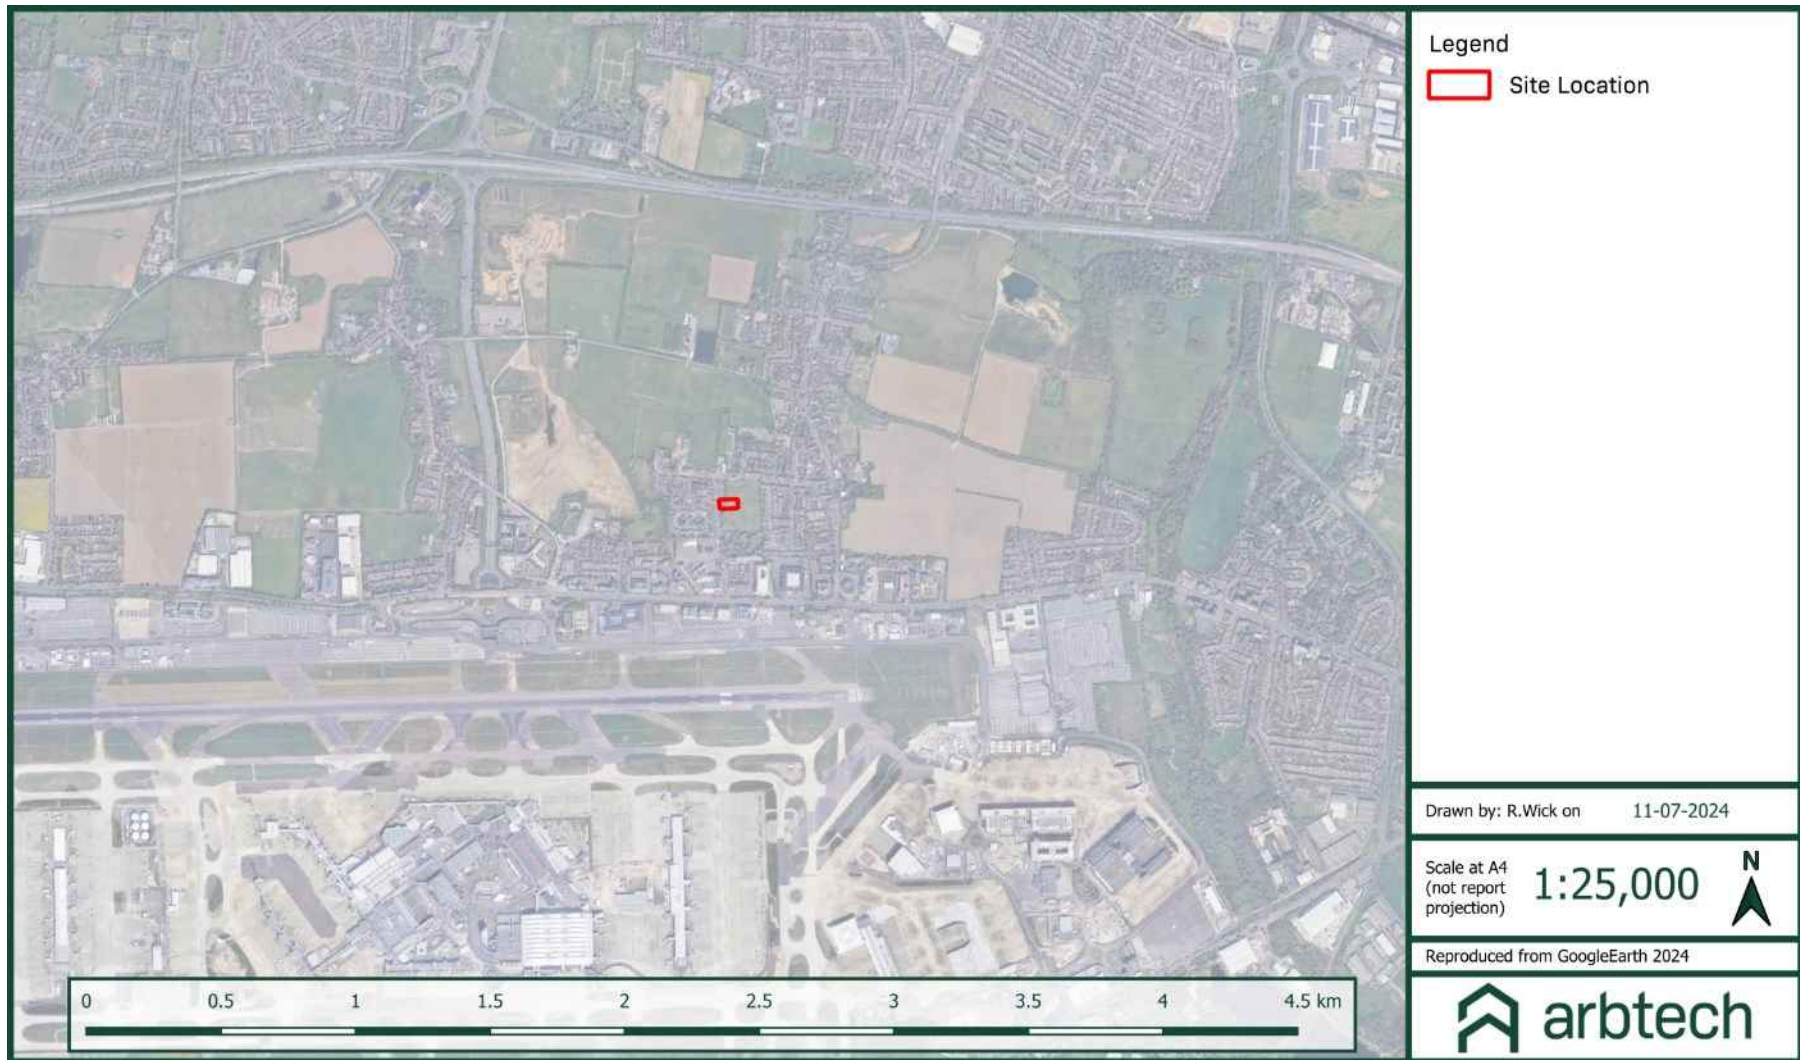 Legend
Site Location
Drawn by: R.Wick on 11-07-2024
Scale at A4
(not report
projection)
1:25,000
N
Reproduced from GoogleEarth 2024
0 0.5 1 1.5 2 2.5 3 3.5 4 4.5 km
arbtech